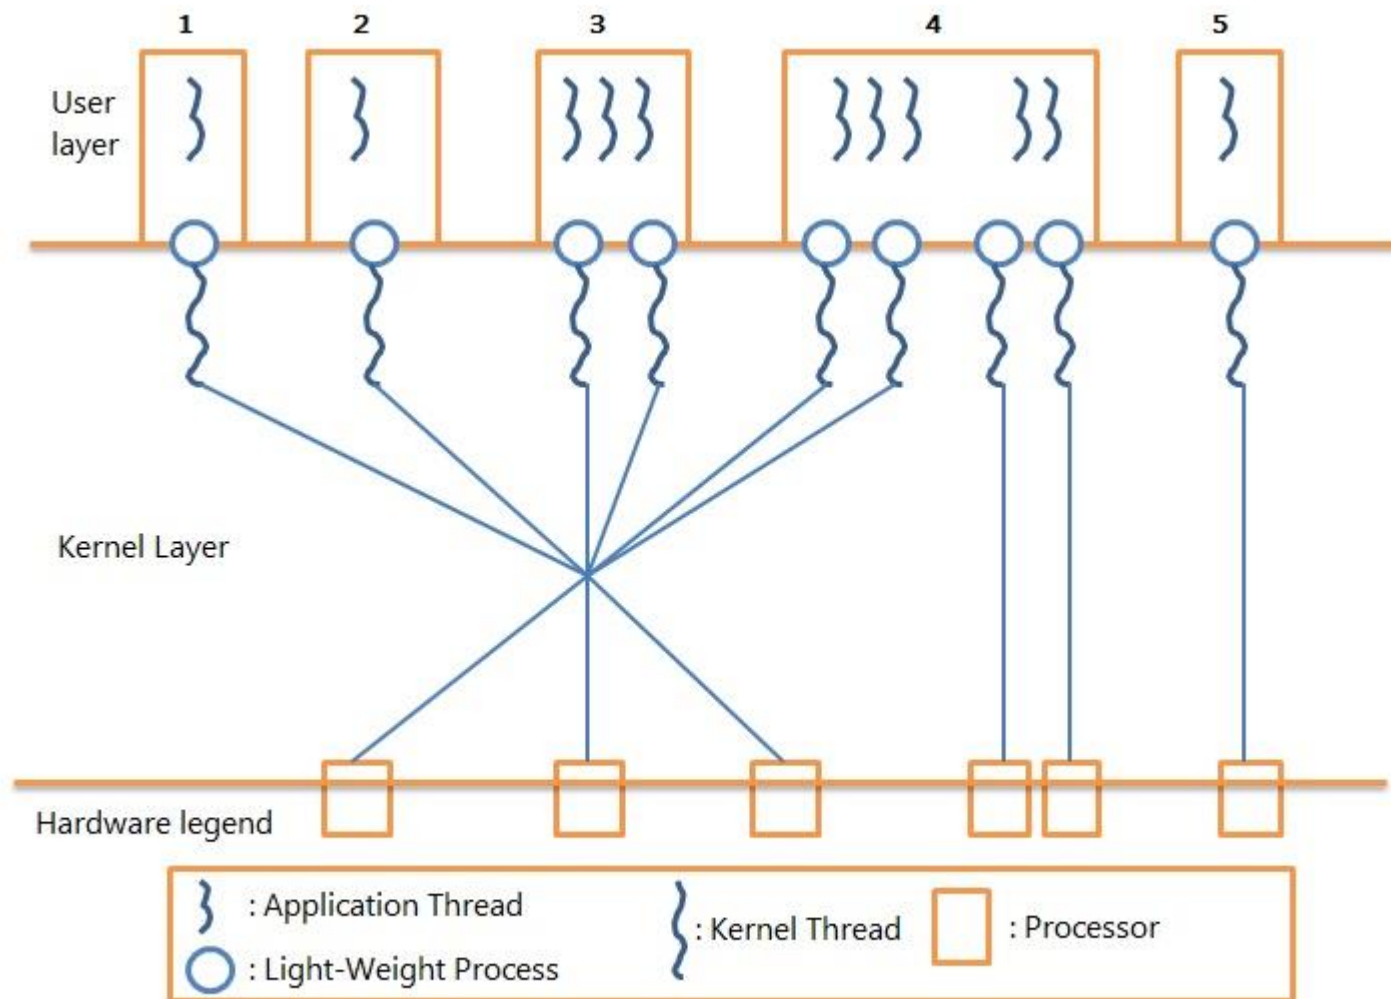 1 2 3 4 5
User
layer
Kernel Layer
Hardware legend
: Application Thread : Kernel Thread : Processor
: Light-Weight Process